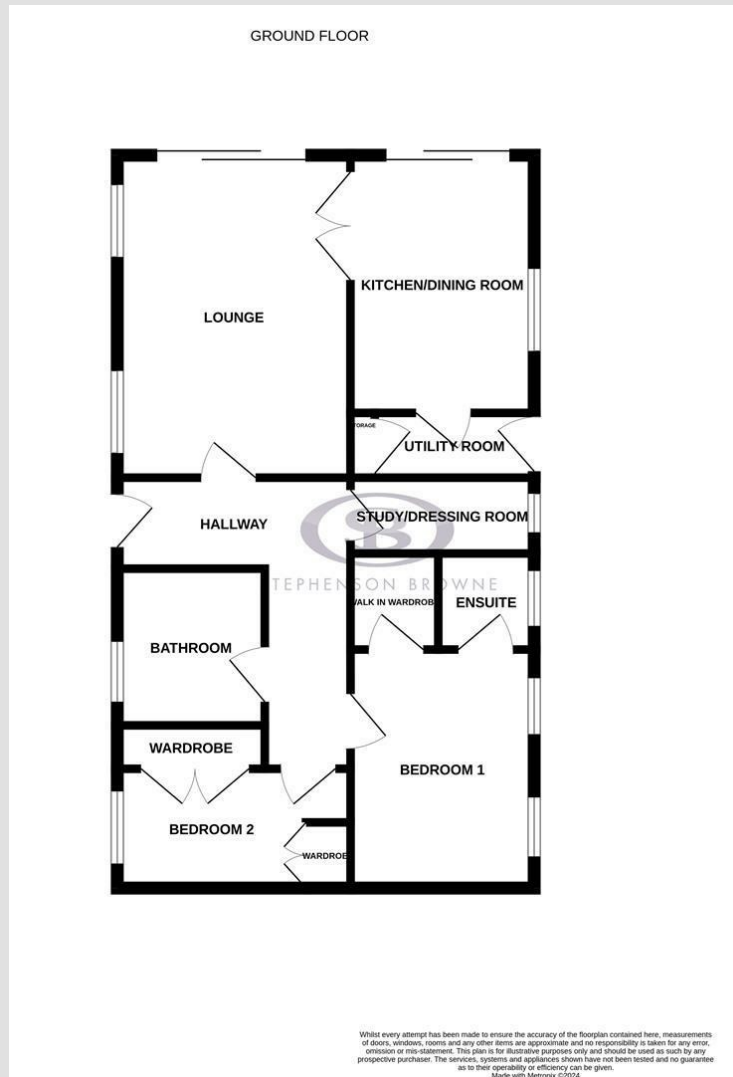 GROUND FLOOR
LOUNGE
KITCHEN/DINING ROOM
TORAGE
UTILITY ROOM
HALLWAY
STUDY/DRESSING ROOM
SB
TEPHENSON BROWNE
WALK IN WARDROB
ENSUITE
BATHROOM
WARDROBE
BEDROOM 1
BEDROOM 2
WARDROBE
Whilst every attempt has been made to ensure the accuracy of the floorplan contained here, measurements
of doors, windows, rooms and any other items are approximate and no responsibility is taken for any error,
omission or mis-statement. This plan is for illustrative purposes only and should be used as such by any
prospective purchaser. The services, systems and appliances shown have not been tested and no guarantee
as to their operability or efficiency can be given.
Made with Metropix ©2024